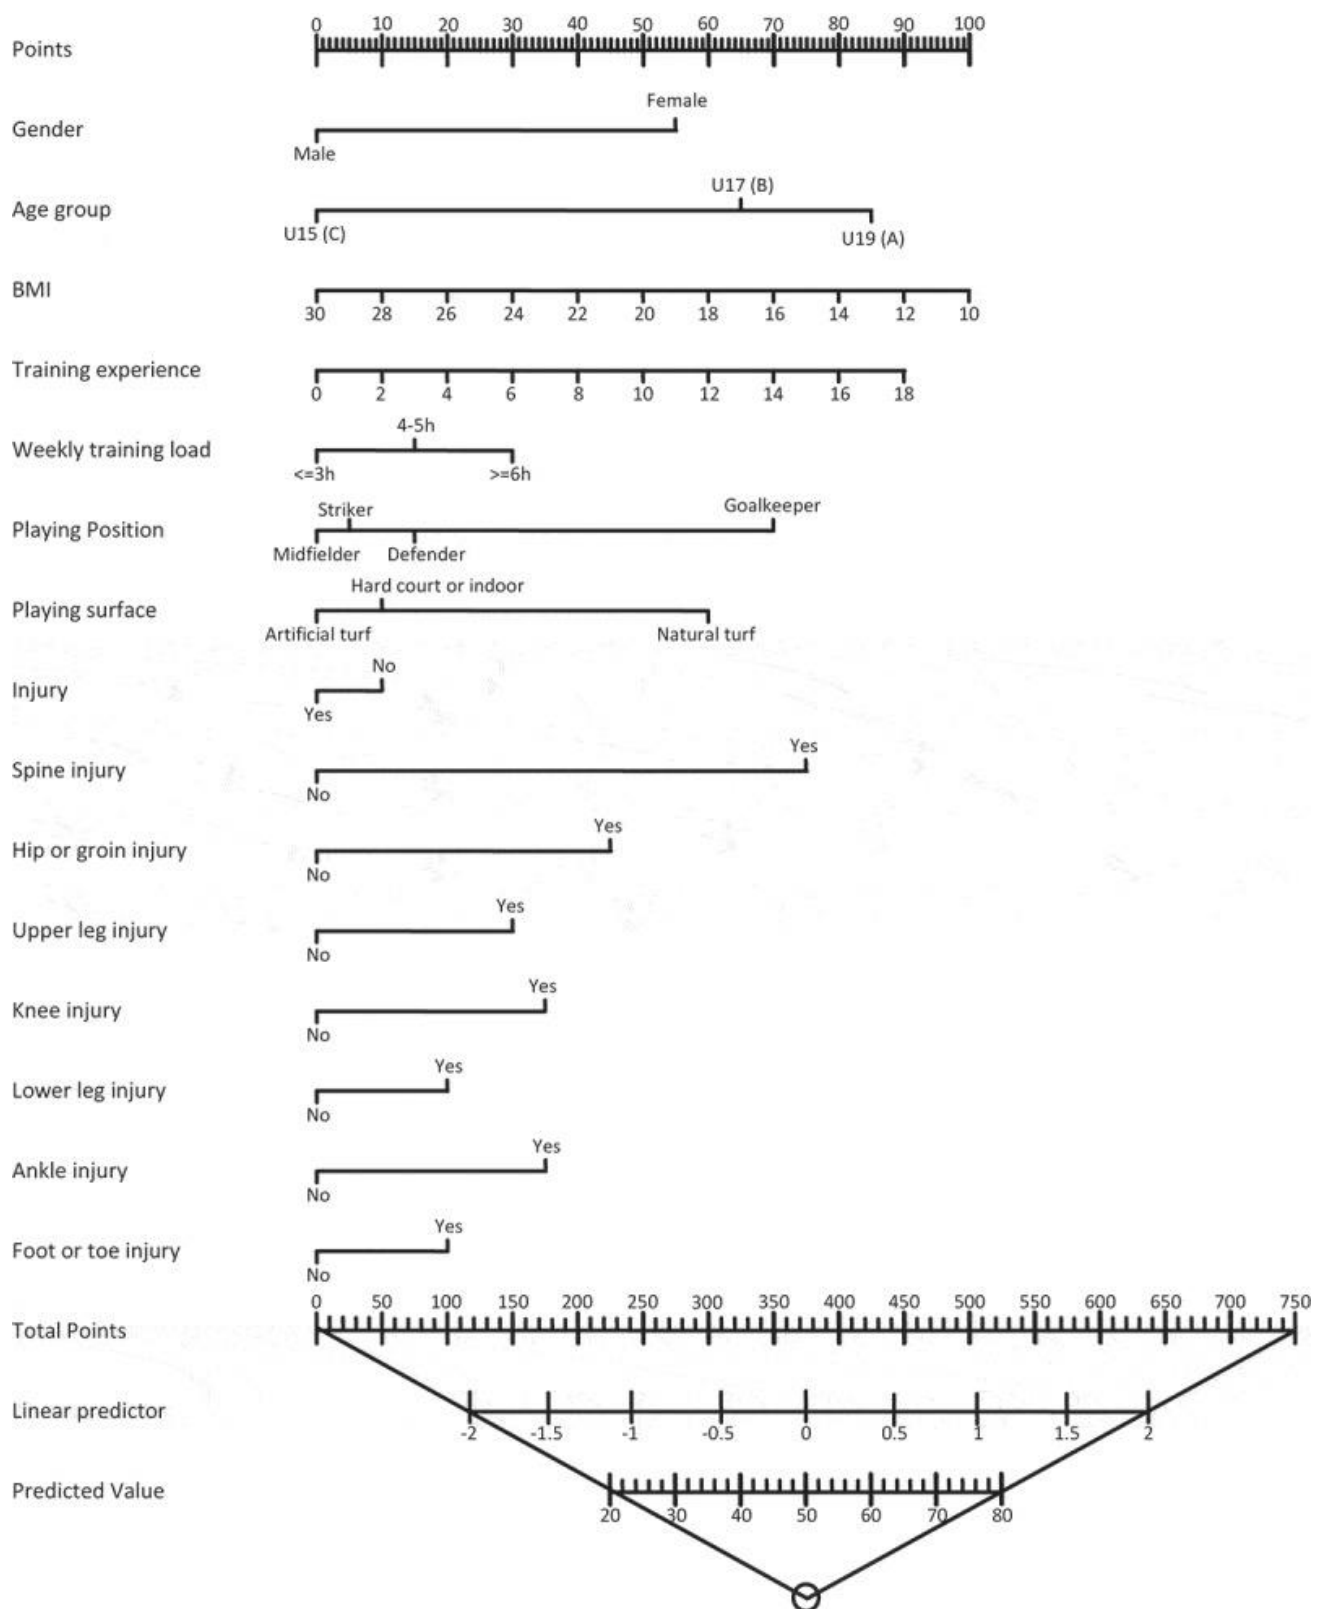 0 10 20 30 40 50 60 70 80 90 100
Points
Female
Gender
Male
U17 (B)
Age group
U15 (C) U19 (A)
BMI
30 28 26 24 22 20 18 16 14 12 10
Training experience
0 2 4 6 8 10 12 14 16 18
4-5h
Weekly training load
<=3h >=6h
Striker Goalkeeper
Playing Position
Midfielder Defender
Hard court or indoor
Playing surface
Artificial turf Natural turf
No
Injury
Yes
Yes
Spine injury
No
Yes
Hip or groin injury
No
Yes
Upper leg injury
No
Yes
Knee injury
No
Yes
Lower leg injury
No
Yes
Ankle injury
No
Yes
Foot or toe injury
No
0 50 100 150 200 250 300 350 400 450 500 550 600 650 700 750
Total Points
Linear predictor
-2 -1.5 -1 -0.5 0 0.5 1 1.5 2
Predicted Value
20 30 40 50 60 70 80